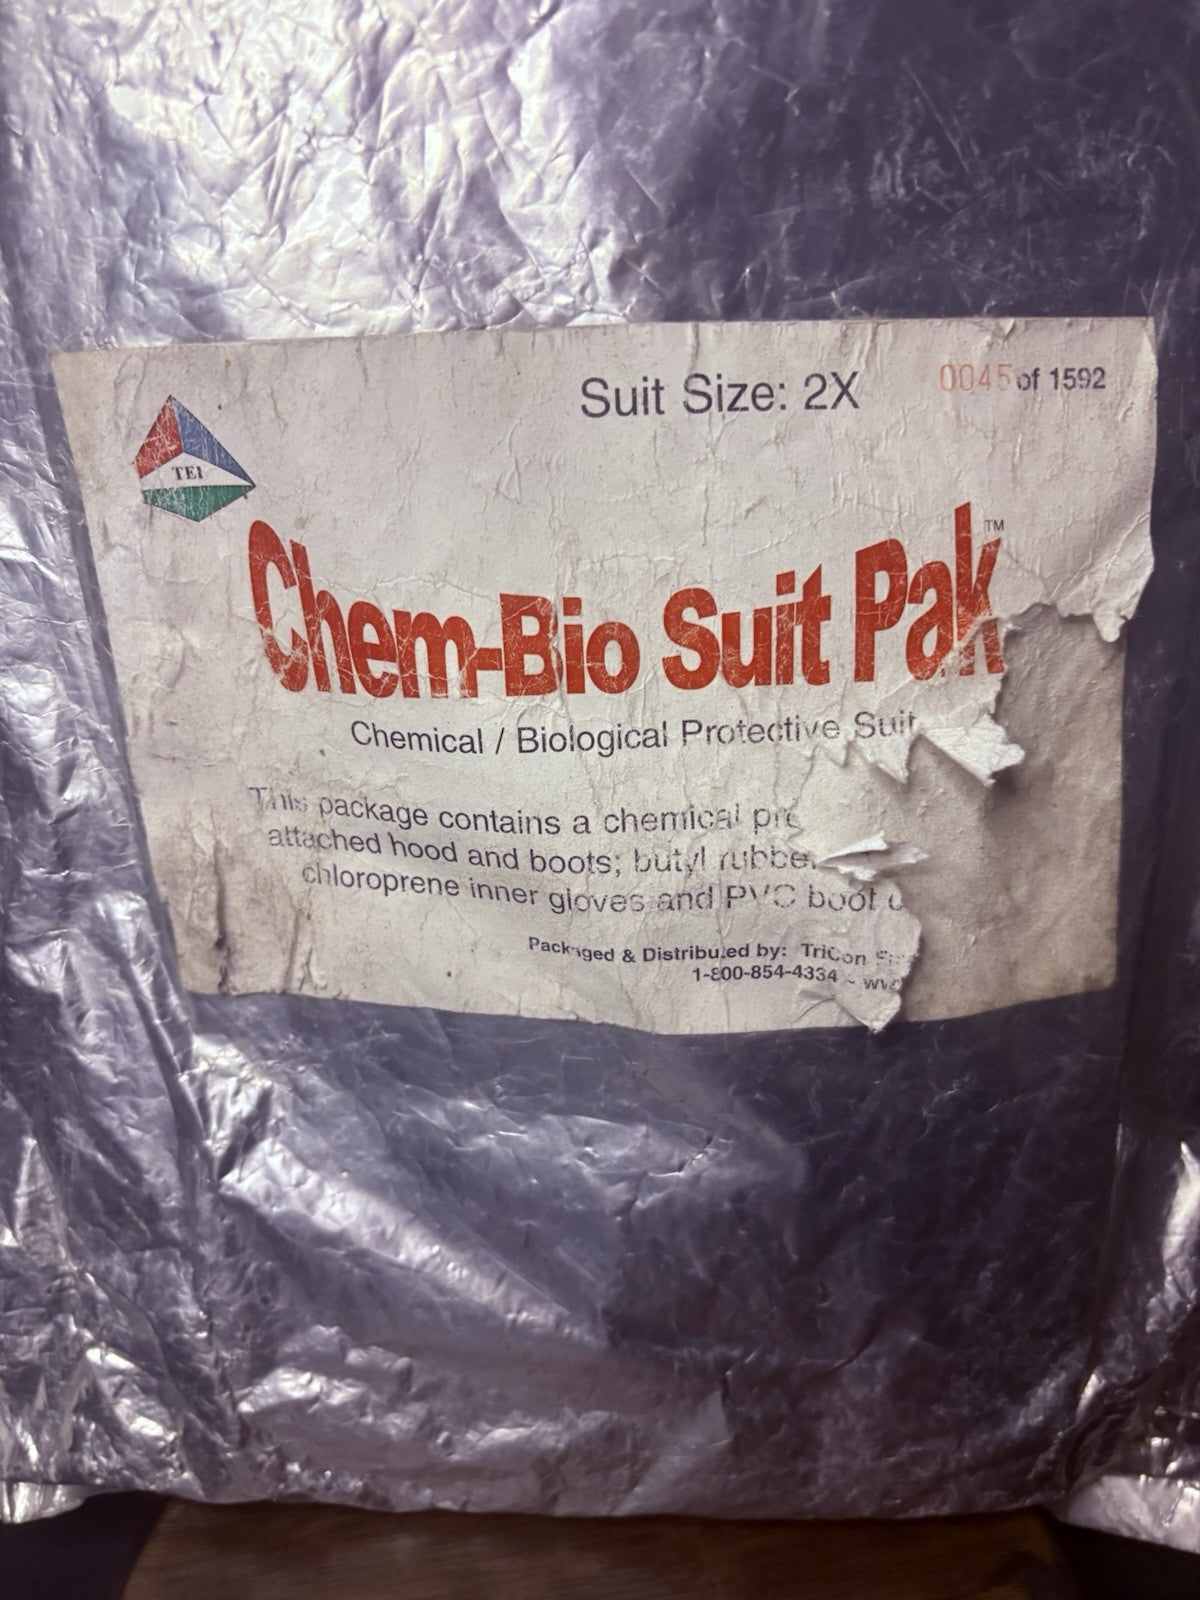 Suit Size: 2X
0045 of 1592
TEI
Chem-Bio Suit Pak™
Chemical / Biological Protective Suit
This package contains a chemical
attached hood and boots; butyl rubber
chloroprene inner gloves and PVC boot
Packaged & Distributed by: TriCon
1-800-854-4334 ~